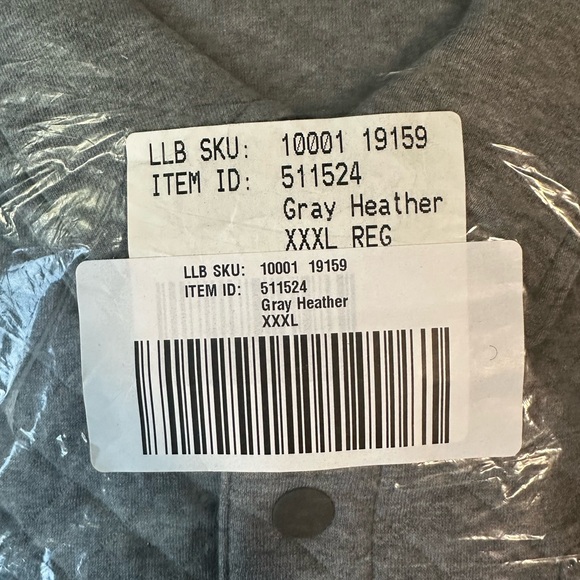 LLB SKU: 10001 19159
ITEM ID: 511524
Gray Heather
XXXL REG
LLB SKU: 10001 19159
ITEM ID: 511524
Gray Heather
XXXL